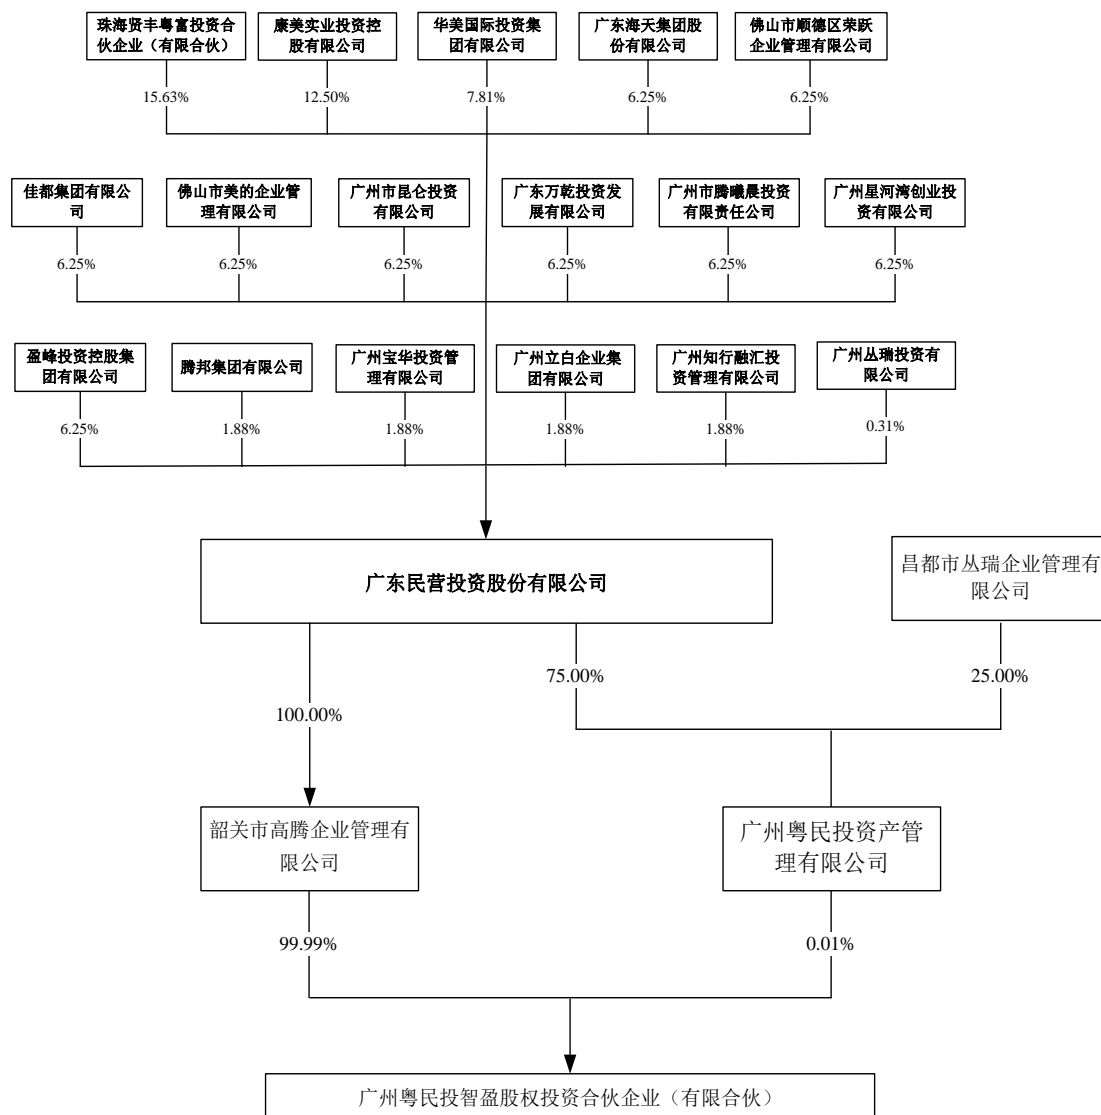 珠海贤丰粤富投资合
伙企业（有限合伙）
康美实业投资控
股有限公司
华美国际投资集
团有限公司
广东海天集团股
份有限公司
佛山市顺德区荣跃
企业管理有限公司
15.63%
12.50%
7.81%
6.25%
6.25%
佳都集团有限公
司
佛山市美的企业管
理有限公司
广州市昆仑投资
有限公司
广东万乾投资发
展有限公司
广州市腾曦晨投资
有限责任公司
广州星河湾创业投
资有限公司
6.25%
6.25%
6.25%
6.25%
6.25%
6.25%
盈峰投资控股集
团有限公司
腾邦集团有限公司
广州宝华投资管
理有限公司
广州立白企业集
团有限公司
广州知行融汇投
资管理有限公司
广州丛瑞投资有
限公司
6.25%
1.88%
1.88%
1.88%
1.88%
0.31%
广东民营投资股份有限公司
昌都市丛瑞企业管理有
限公司
75.00%
25.00%
100.00%
韶关市高腾企业管理有
限公司
广州粤民投资产管
理有限公司
99.99%
0.01%
广州粤民投智盈股权投资合伙企业（有限合伙）